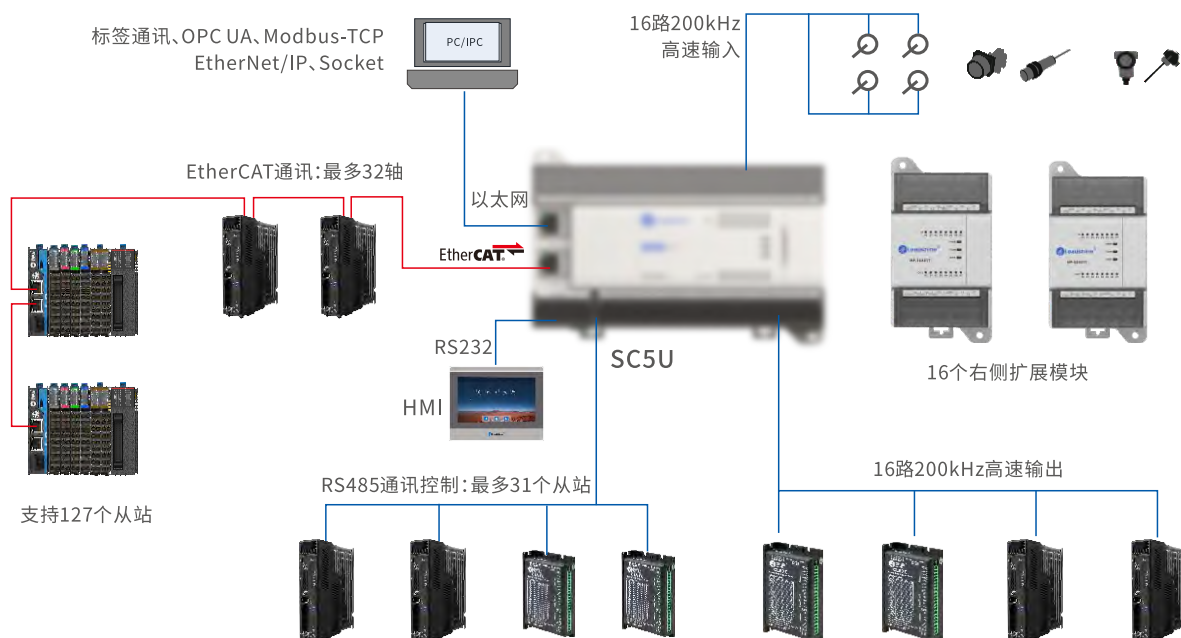 标签通讯、OPC UA、Modbus-TCP
EtherNet/IP、Socket
PC/IPC
16路200kHz
高速输入
EtherCAT通讯:最多32轴
以太网
EtherCAT
RS232
SC5U
HMI
16个右侧扩展模块
RS485通讯控制:最多31个从站
16路200kHz高速输出
支持127个从站